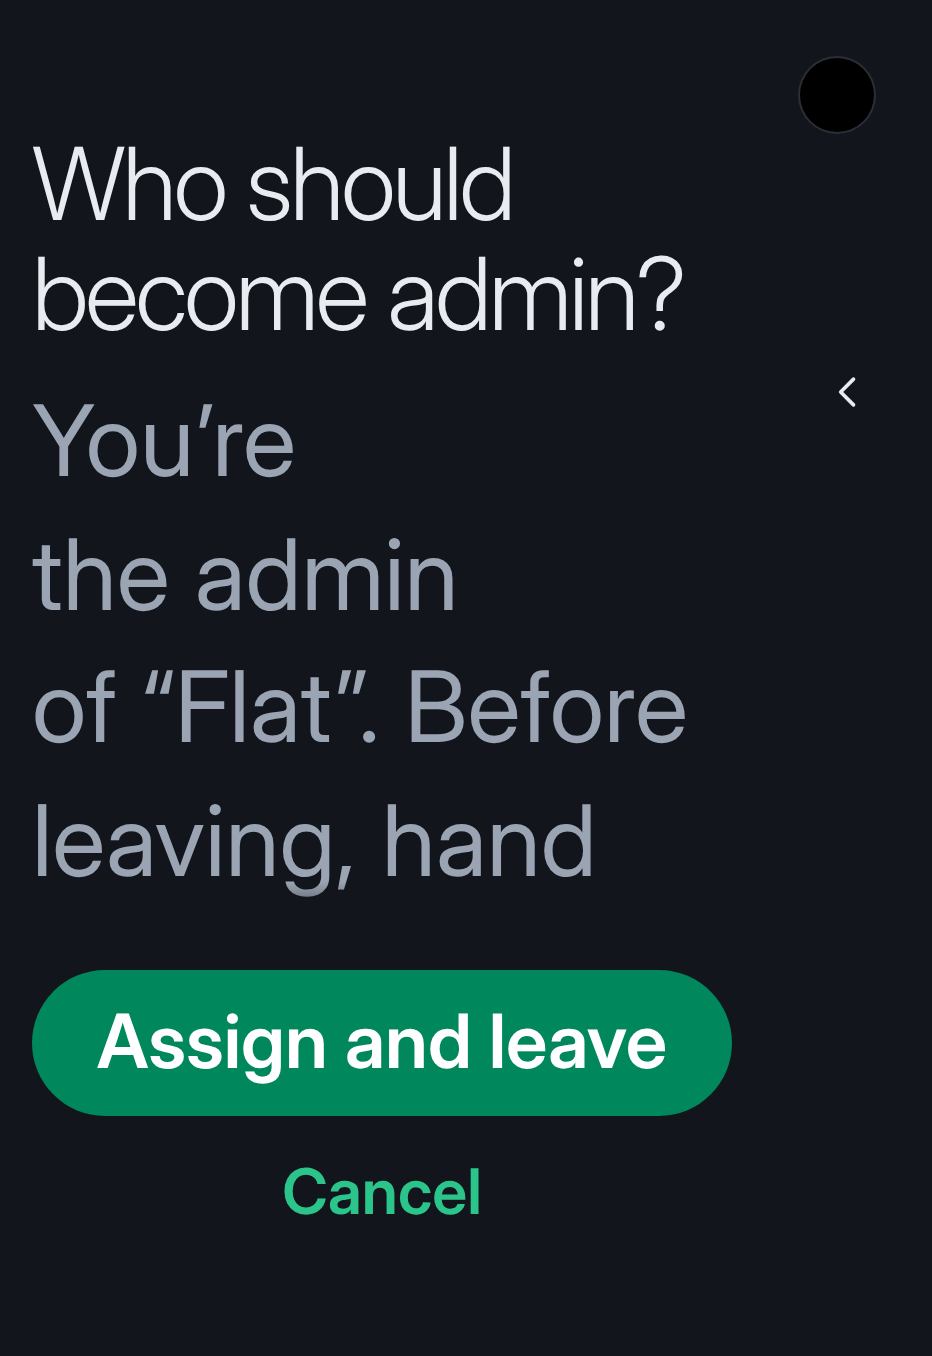 Who should
become admin?
You’re
the admin
of “Flat”. Before
leaving, hand
Assign and leave
Cancel